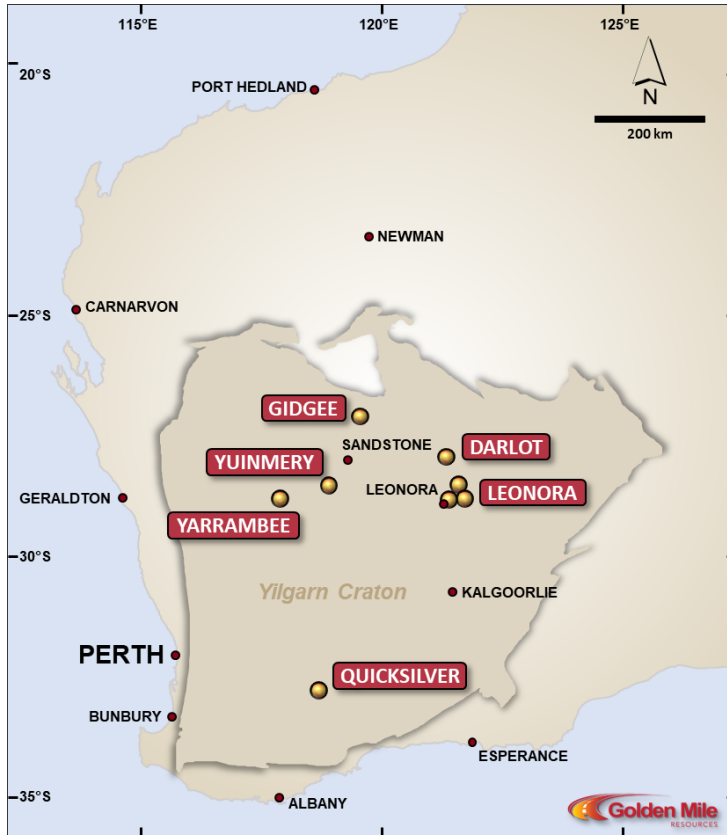 115°E
120°E
125°E
20°S
PORT HEDLAND
N
200 km
NEWMAN
25°S
CARNARVON
GIDGEE
SANDSTONE
DARLOT
YUINMERY
LEONORA
LEONORA
GERALDTON
YARRAMBEE
30°S
Yilgarn Craton
KALGOORLIE
PERTH
QUICKSILVER
BUNBURY
ESPERANCE
35°S
ALBANY
Golden Mile
RESOURCES